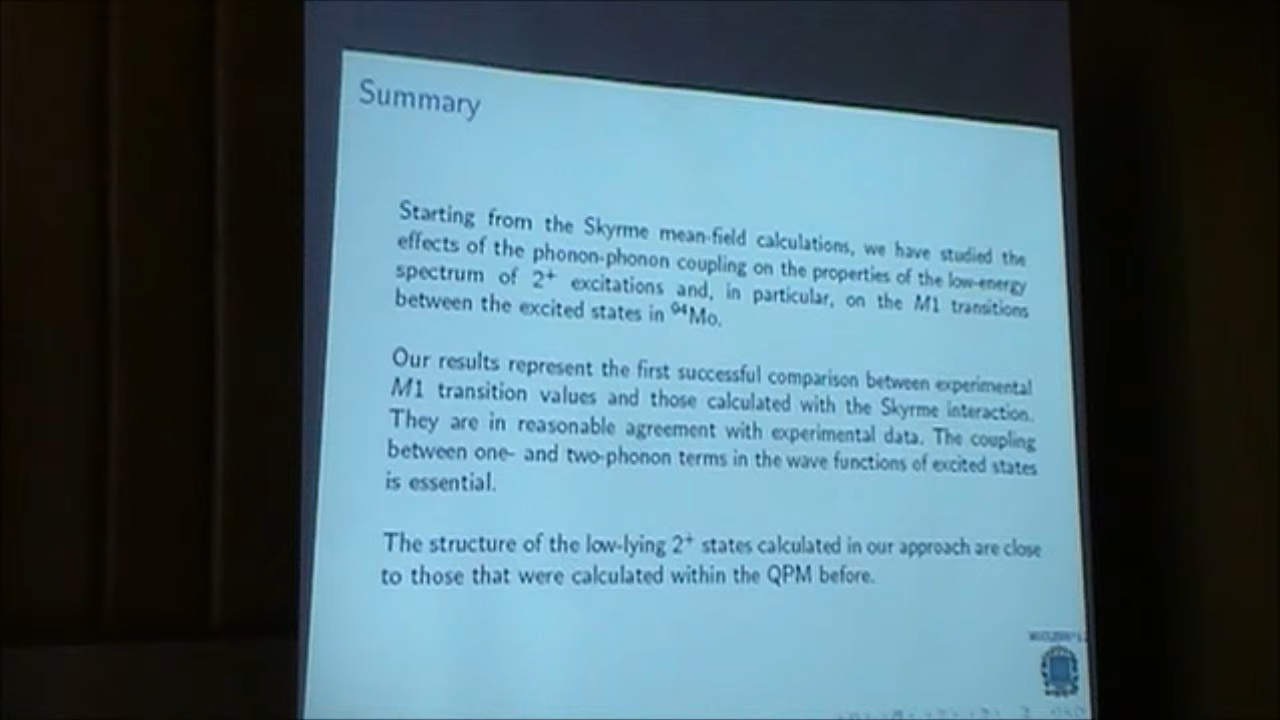 Summary
Starting from the Skyrme mean-field calculations, we have studied the
effects of the phonon-phonon coupling on the properties of the low-energy
spectrum of 2⁺ excitations and, in particular, on the M1 transitions
between the excited states in ⁹⁴Mo.
Our results represent the first successful comparison between experimental
M1 transition values and those calculated with the Skyrme interaction.
They are in reasonable agreement with experimental data. The coupling
between one- and two-phonon terms in the wave functions of excited states
is essential.
The structure of the low-lying 2⁺ states calculated in our approach are close
to those that were calculated within the QPM before.